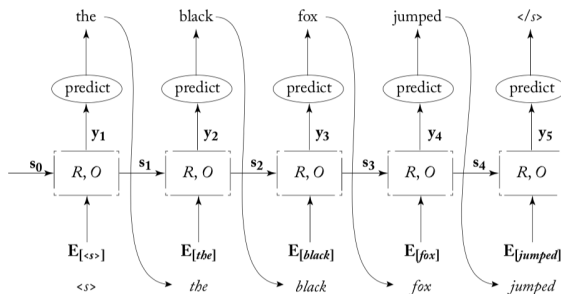 the black fox jumped </s>
predict predict predict predict predict
y1 y2 y3 y4 y5
s0 R, O s1 R, O s2 R, O s3 R, O s4 R, O
E[<s>] E[the] E[black] E[fox] E[jumped]
<s> the black fox jumped